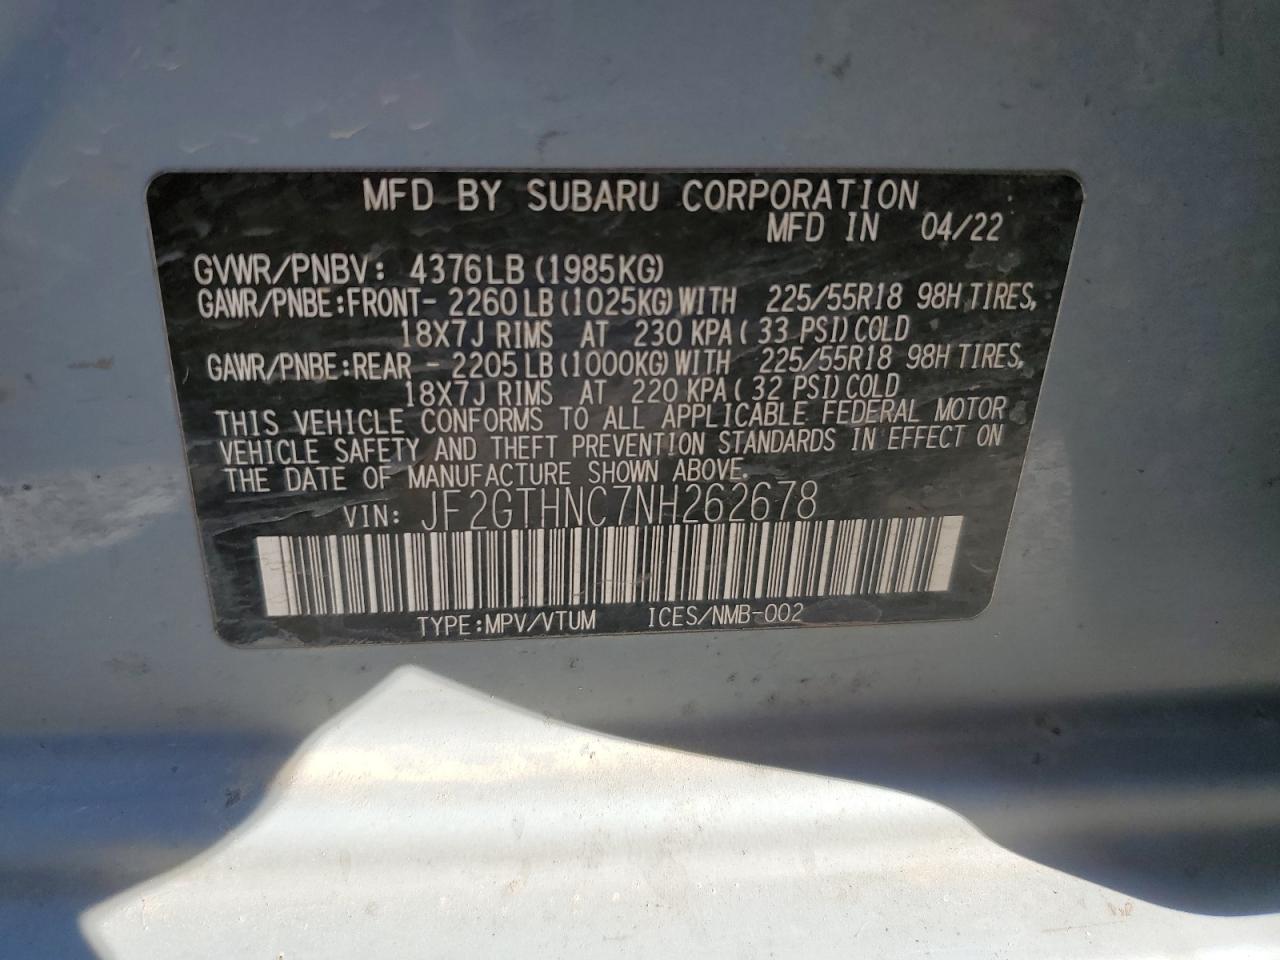 MFD BY SUBARU CORPORATION
MFD IN 04/22
GVWR/PNBV: 4376LB(1985KG)
GAWR/PNBE:FRONT- 2260LB(1025KG)WITH 225/55R18 98H TIRES,
18X7J RIMS AT 230 KPA(33 PSI)COLD
GAWR/PNBE:REAR - 2205LB(1000KG)WITH 225/55R18 98H TIRES,
18X7J RIMS AT 220 KPA(32 PSI)COLD
THIS VEHICLE CONFORMS TO ALL APPLICABLE FEDERAL MOTOR
VEHICLE SAFETY AND THEFT PREVENTION STANDARDS IN EFFECT ON
THE DATE OF MANUFACTURE SHOWN ABOVE.
VIN: JF2GTHNC7NH262678
TYPE:MPV/VTUM ICES/NMB-002